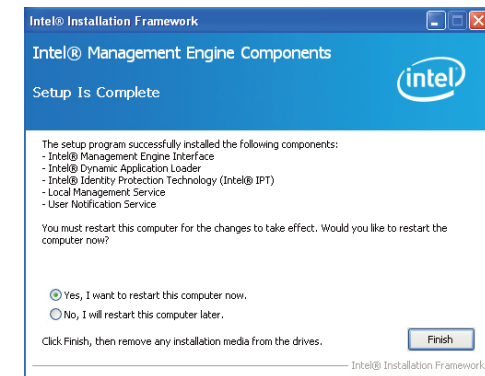 Intel® Installation Framework
Intel® Management Engine Components
Setup Is Complete
intel
The setup program successfully installed the following components:
- Intel® Management Engine Interface
- Intel® Dynamic Application Loader
- Intel® Identity Protection Technology (Intel® IPT)
- Local Management Service
- User Notification Service
You must restart this computer for the changes to take effect. Would you like to restart the
computer now?
Yes, I want to restart this computer now.
No, I will restart this computer later.
Click Finish, then remove any installation media from the drives.
Finish
Intel® Installation Framework